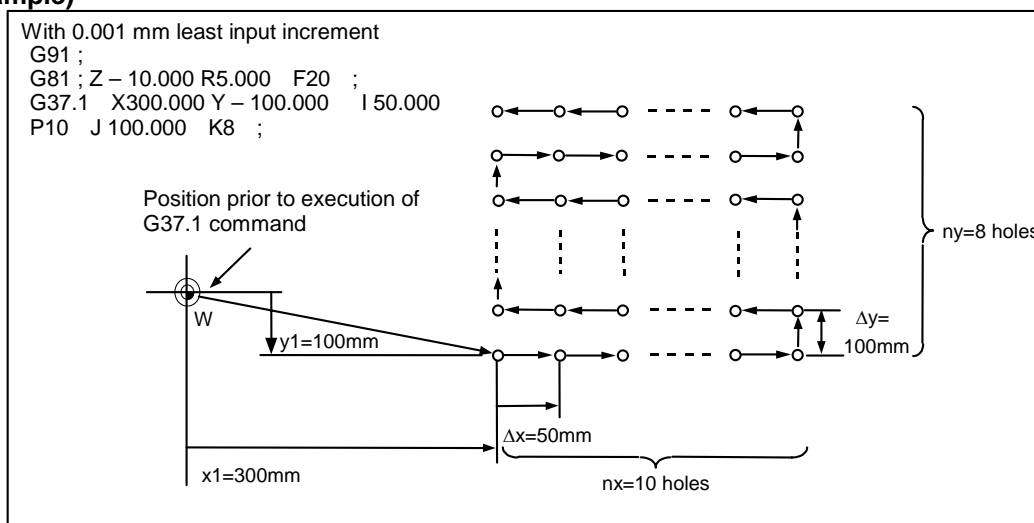 ample)
With 0.001 mm least input increment
G91 ;
G81 ; Z – 10.000 R5.000 F20 ;
G37.1 X300.000 Y – 100.000 I 50.000
P10 J 100.000 K8 ;
Position prior to execution of
G37.1 command
W
y1=100mm
x1=300mm
Δx=50mm
nx=10 holes
Δy=
100mm
ny=8 holes